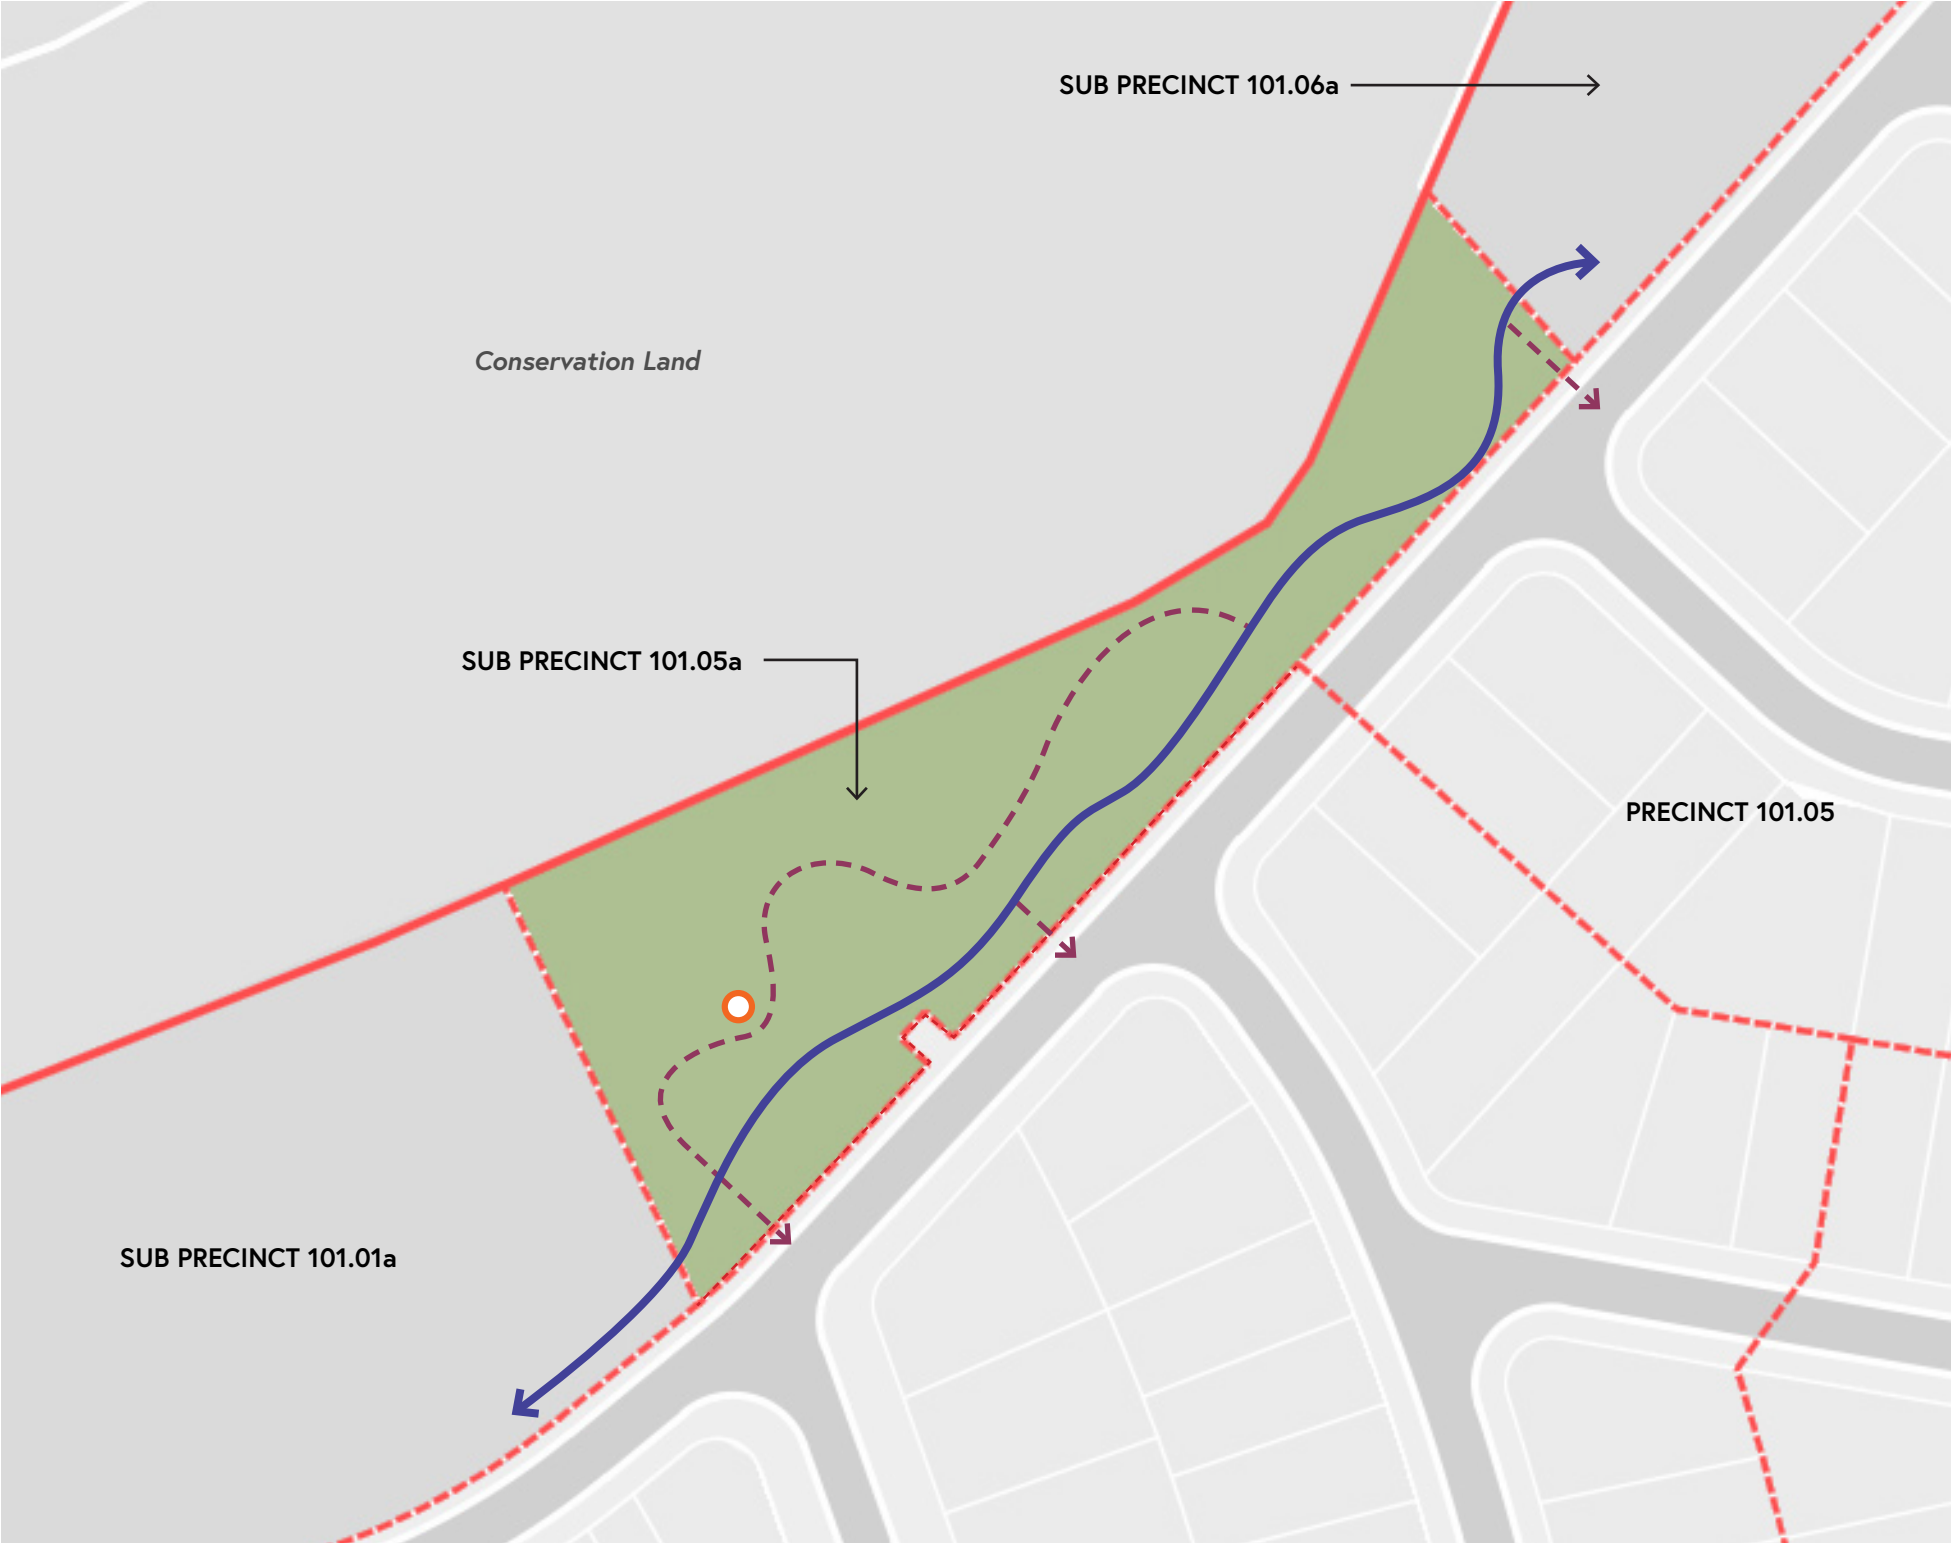 SUB PRECINCT 101.06a
Conservation Land
SUB PRECINCT 101.05a
PRECINCT 101.05
SUB PRECINCT 101.01a